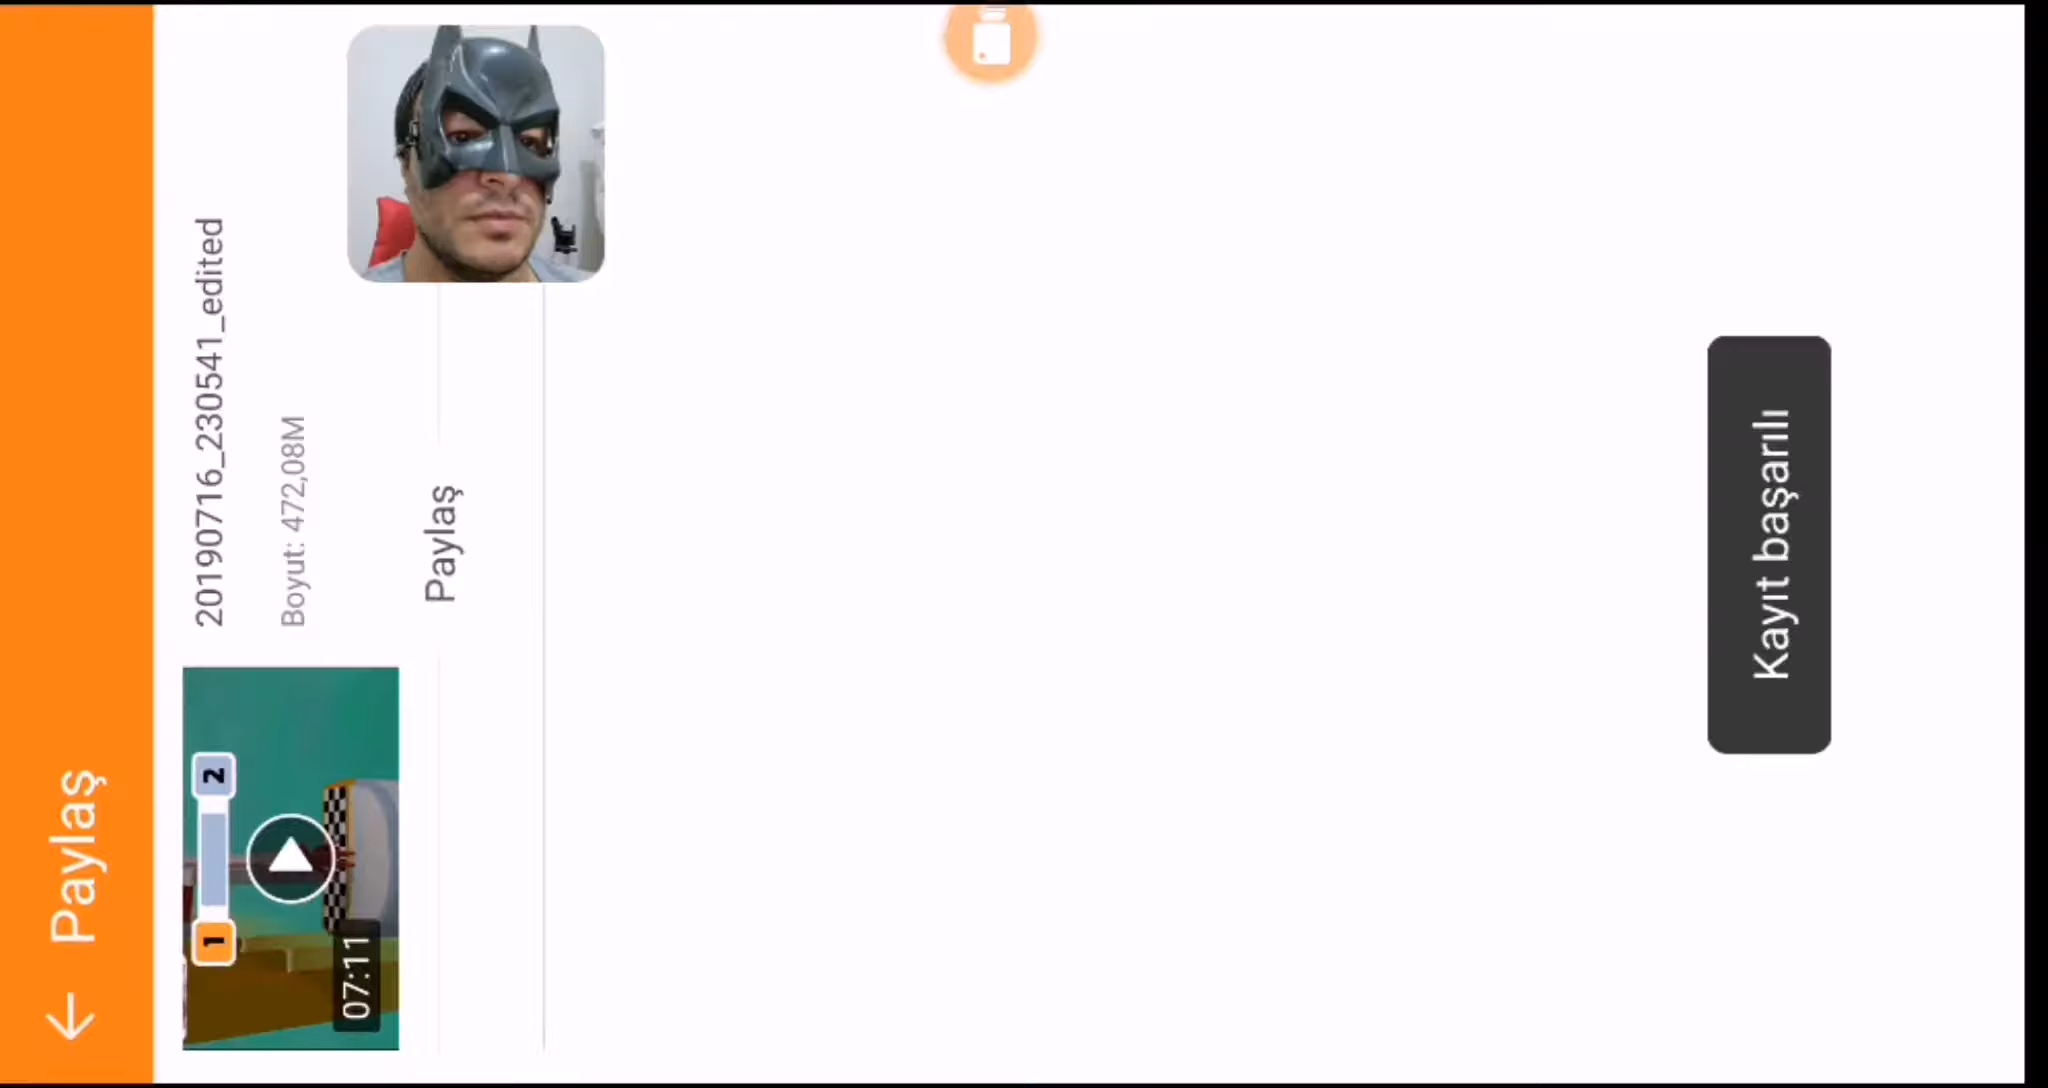 Paylaş
20190716_230541_edited
Boyut: 472,08M
1 2
07:11
Paylaş
Kayıt başarılı